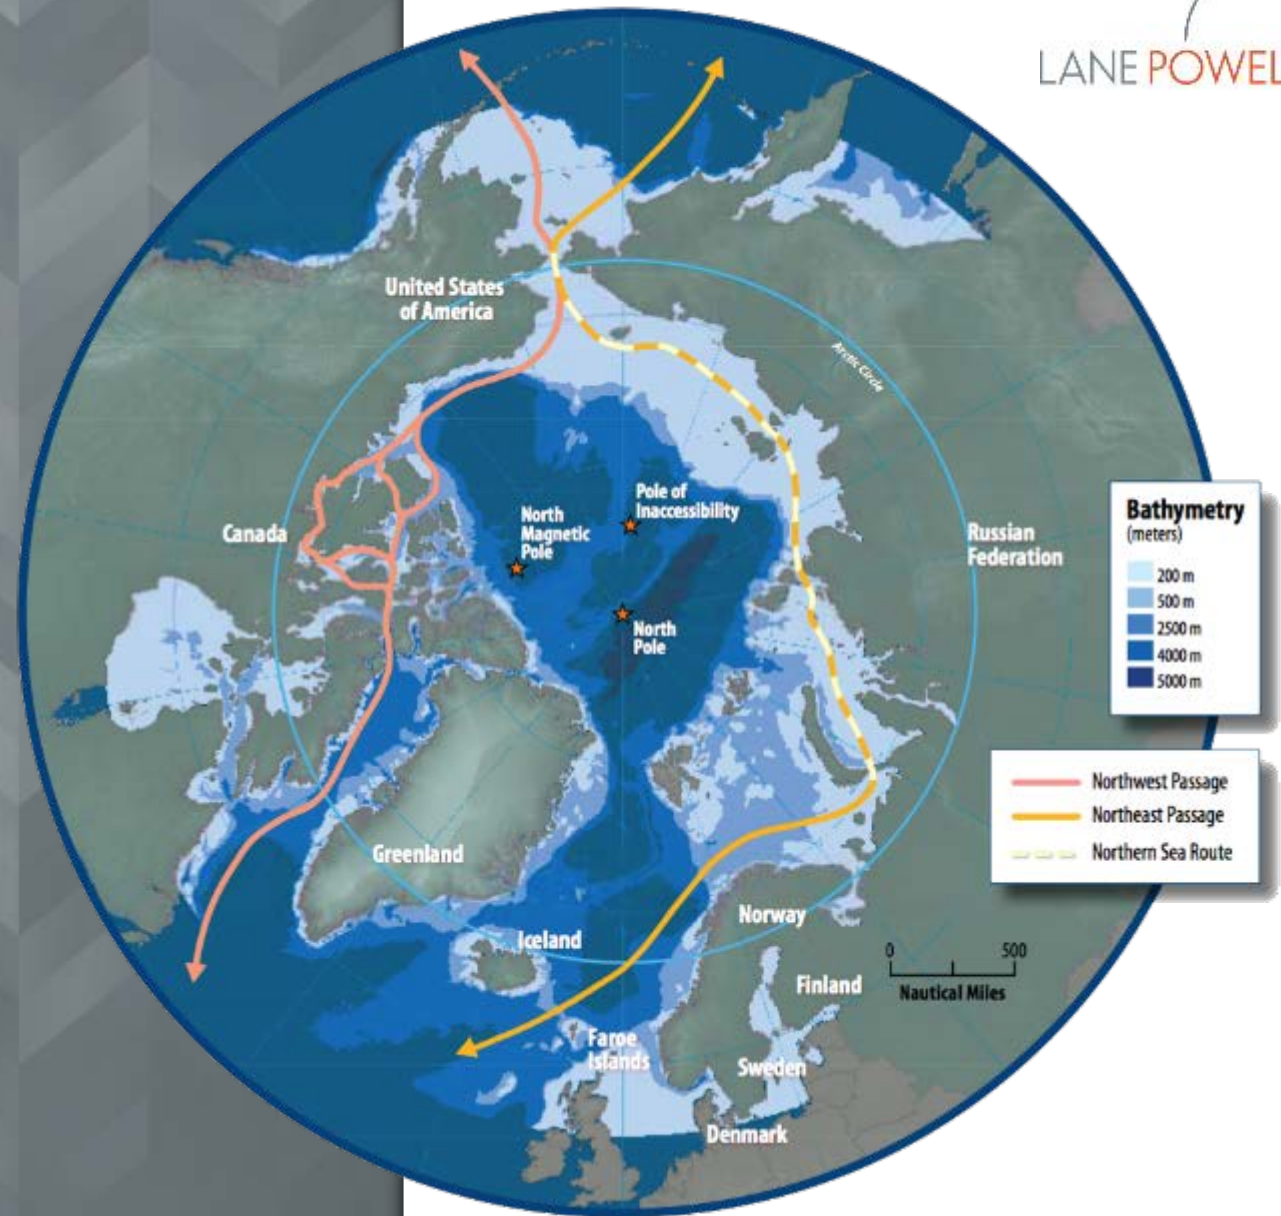 LANE POWEL
United States
of America
Arctic Circle
Pole of
Inaccessibility
North
Magnetic
Pole
Canada
Russian
Federation
North
Pole
Bathymetry
(meters)
200 m
500 m
2500 m
4000 m
5000 m
Northwest Passage
Northeast Passage
Northern Sea Route
Greenland
Norway
Iceland
0 500
Nautical Miles
Finland
Faroe
Islands
Sweden
Denmark